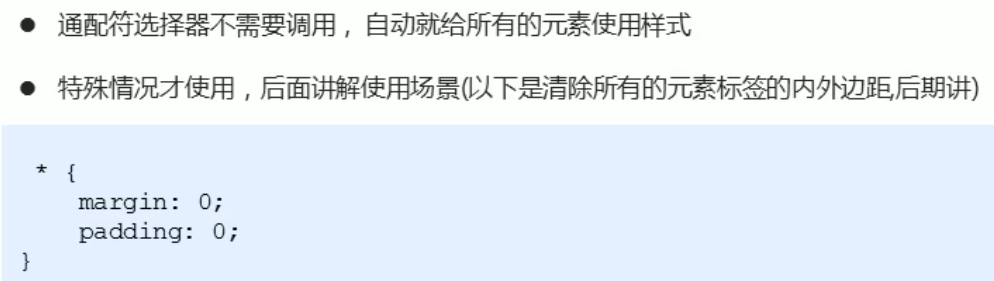 ● 通配符选择器不需要调用，自动就给所有的元素使用样式
● 特殊情况才使用，后面讲解使用场景(以下是清除所有的元素标签的内外边距,后期讲)
* {
margin: 0;
padding: 0;
}